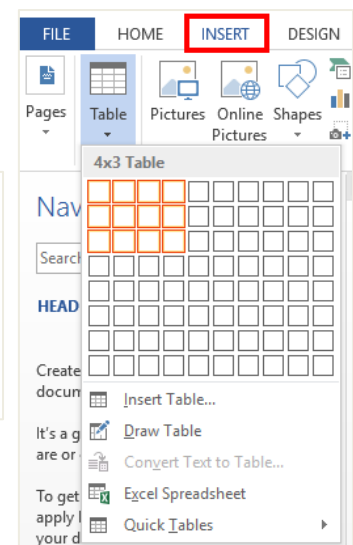 FILE HOME INSERT DESIGN
Pages Table Pictures Online Pictures Shapes
4x3 Table
Nav
Search
HEAD
Create
docum
It's a g
are or
To get
apply
your d
Insert Table...
Draw Table
Convert Text to Table...
Excel Spreadsheet
Quick Tables